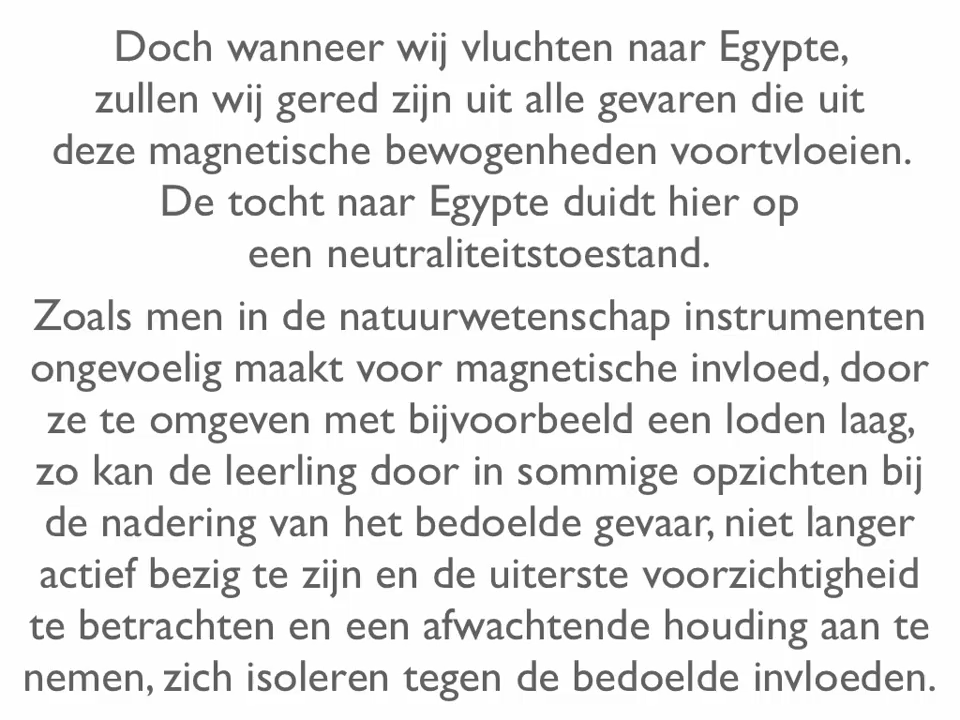 Doch wanneer wij vluchten naar Egypte,
zullen wij gered zijn uit alle gevaren die uit
deze magnetische bewogenheden voortvloeien.
De tocht naar Egypte duidt hier op
een neutraliteitstoestand.
Zoals men in de natuurwetenschap instrumenten
ongevoelig maakt voor magnetische invloed, door
ze te omgeven met bijvoorbeeld een loden laag,
zo kan de leerling door in sommige opzichten bij
de nadering van het bedoelde gevaar, niet langer
actief bezig te zijn en de uiterste voorzichtigheid
te betrachten en een afwachtende houding aan te
nemen, zich isoleren tegen de bedoelde invloeden.